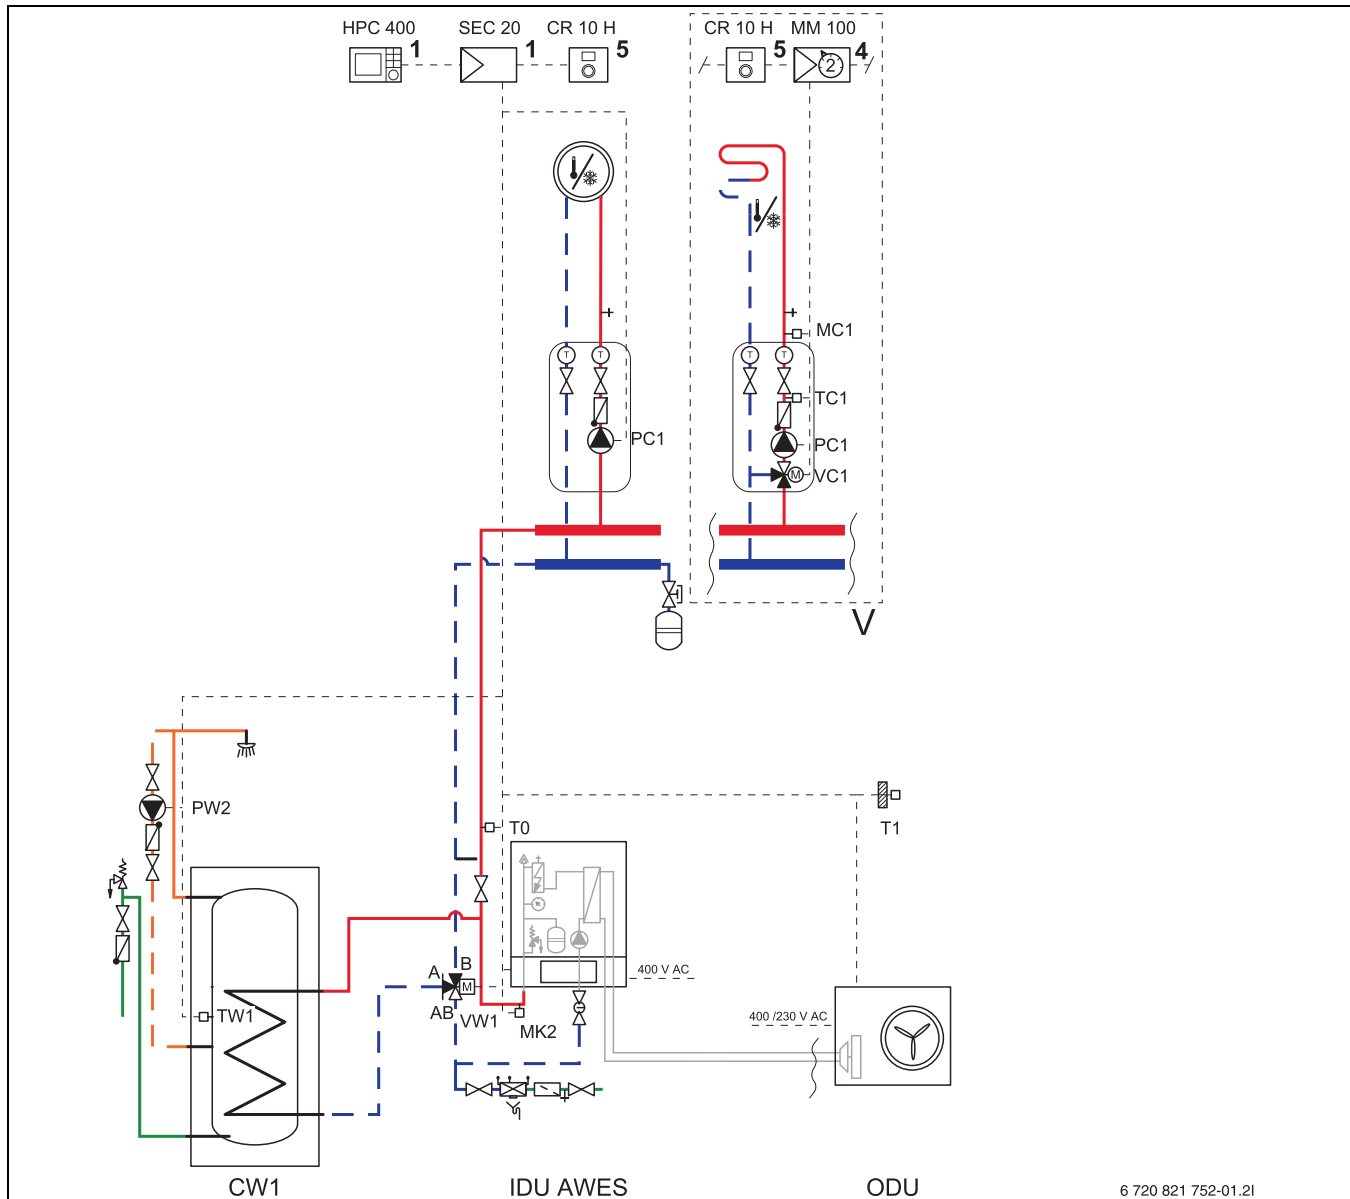 HPC 400 SEC 20 CR 10 H CR 10 H MM 100
1 1 5 5 4
2
MC1
T T T T
TC1
PC1 PC1
M VC1
V
PW2 T0 T1
A B 400 V AC
M
AB VW1 MK2
TW1 400 /230 V AC
CW1 IDU AWES ODU
6 720 821 752-01.2I